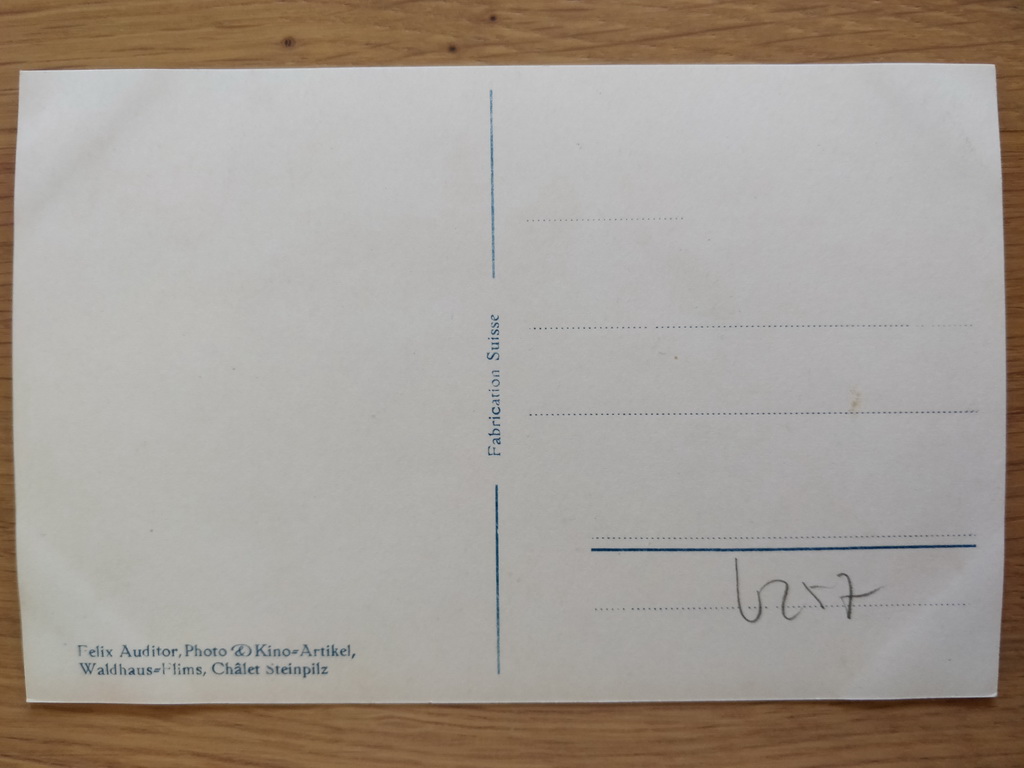 Fabrication Suisse
Felix Auditor, Photo & Kino=Artikel,
Waldhaus=Flims, Châlet Steinpilz